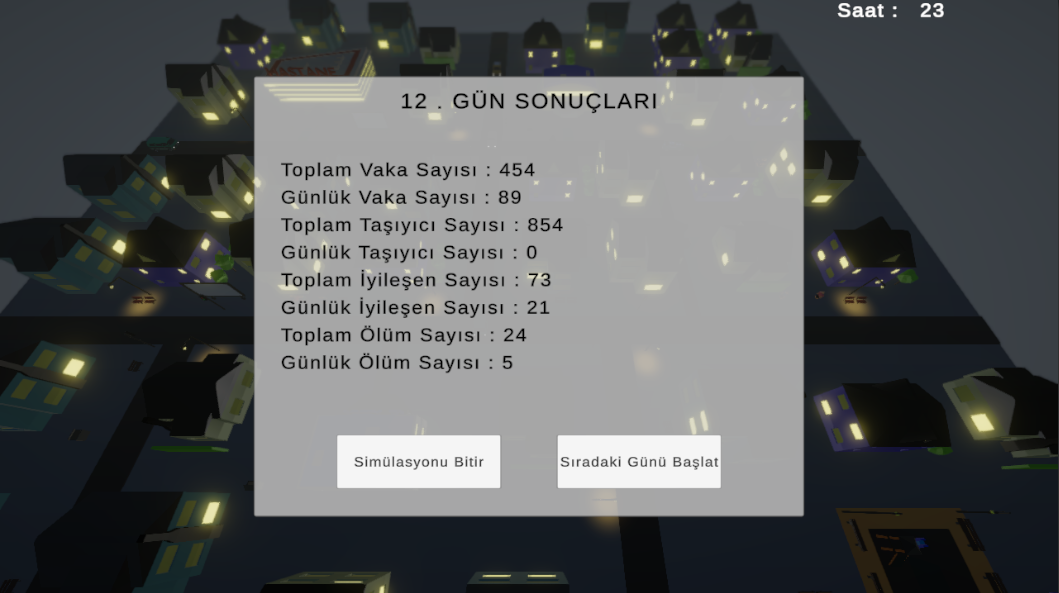 Saat : 23
HASTANE
12 . GÜN SONUÇLARI
Toplam Vaka Sayısı : 454
Günlük Vaka Sayısı : 89
Toplam Taşıyıcı Sayısı : 854
Günlük Taşıyıcı Sayısı : 0
Toplam İyileşen Sayısı : 73
Günlük İyileşen Sayısı : 21
Toplam Ölüm Sayısı : 24
Günlük Ölüm Sayısı : 5
Simülasyonu Bitir
Sıradaki Günü Başlat